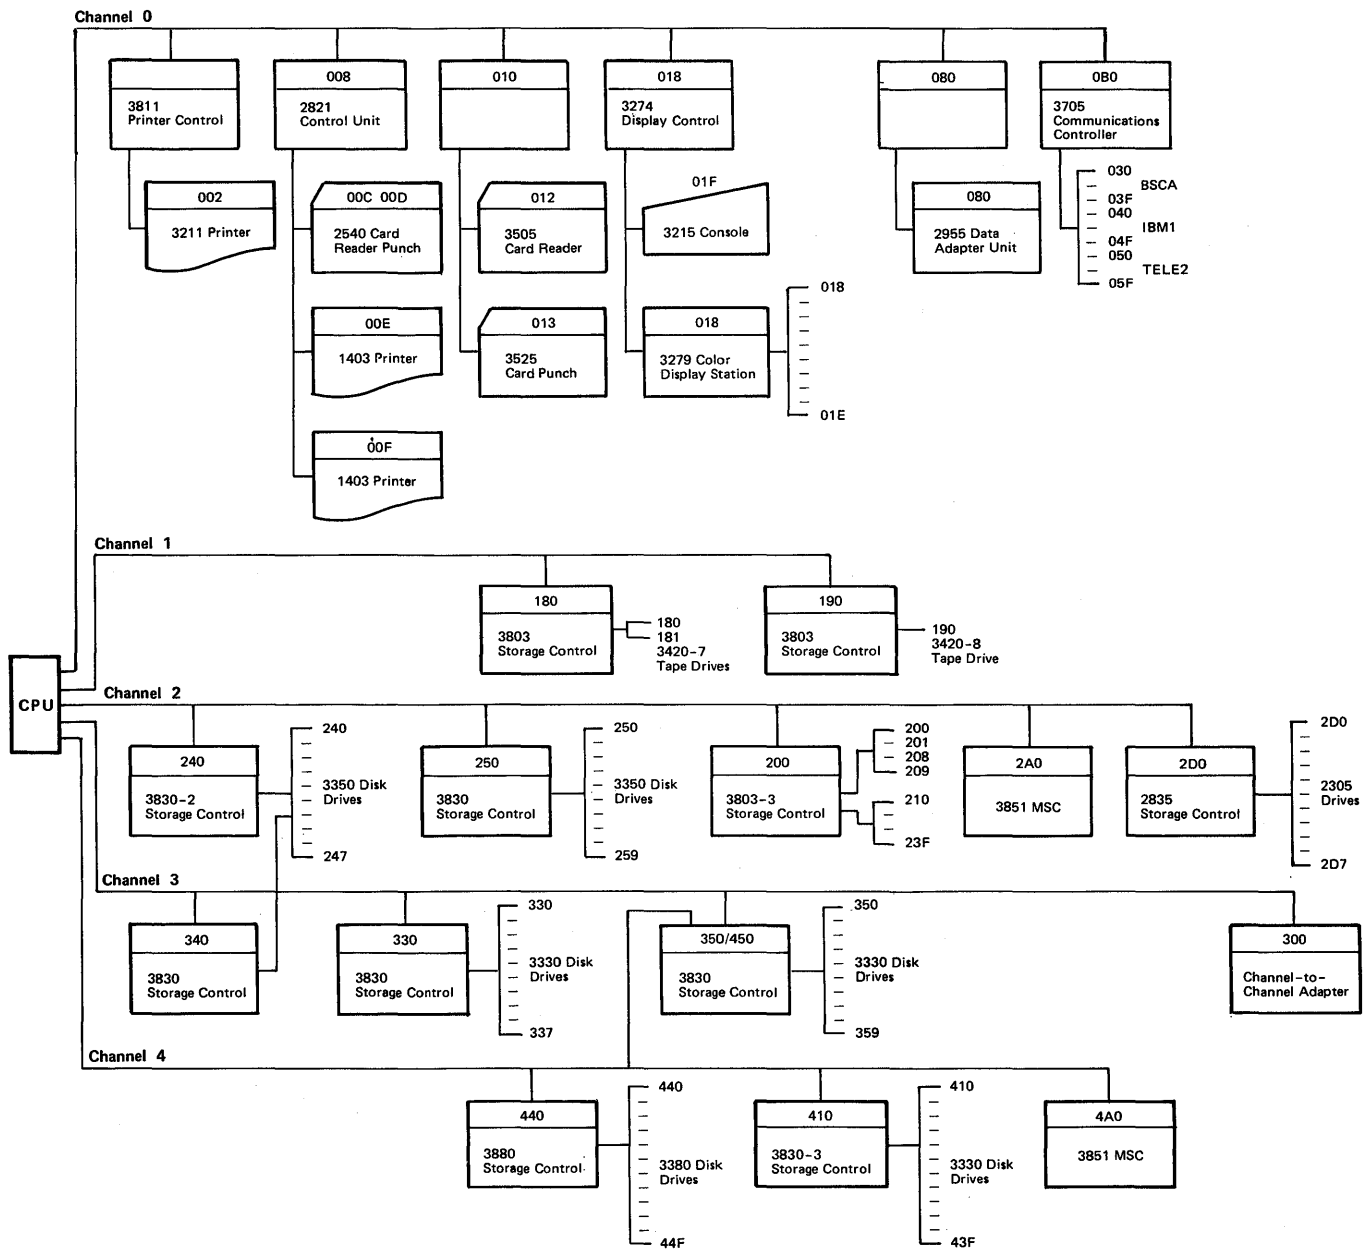 Channel 0
3811
Printer Control
002
3211 Printer
008
2821
Control Unit
00C 00D
2540 Card
Reader Punch
00E
1403 Printer
00F
1403 Printer
010
012
3505
Card Reader
013
3525
Card Punch
018
3274
Display Control
01F
3215 Console
018
3279 Color
Display Station
018
01E
080
080
2955 Data
Adapter Unit
0B0
3705
Communications
Controller
030
BSCA
03F
040
IBM1
04F
050
TELE2
05F
CPU
Channel 1
180
3803
Storage Control
180
181
3420-7
Tape Drives
190
3803
Storage Control
190
3420-8
Tape Drive
Channel 2
240
3830-2
Storage Control
240
3350 Disk
Drives
247
250
3830
Storage Control
250
3350 Disk
Drives
259
200
3803-3
Storage Control
200
201
208
209
210
23F
2A0
3851 MSC
2D0
2835
Storage Control
2D0
2305
Drives
2D7
Channel 3
340
3830
Storage Control
330
3830
Storage Control
330
3330 Disk
Drives
337
350/450
3830
Storage Control
350
3330 Disk
Drives
359
300
Channel-to-
Channel Adapter
Channel 4
440
3880
Storage Control
440
3380 Disk
Drives
44F
410
3830-3
Storage Control
410
3330 Disk
Drives
43F
4A0
3851 MSC